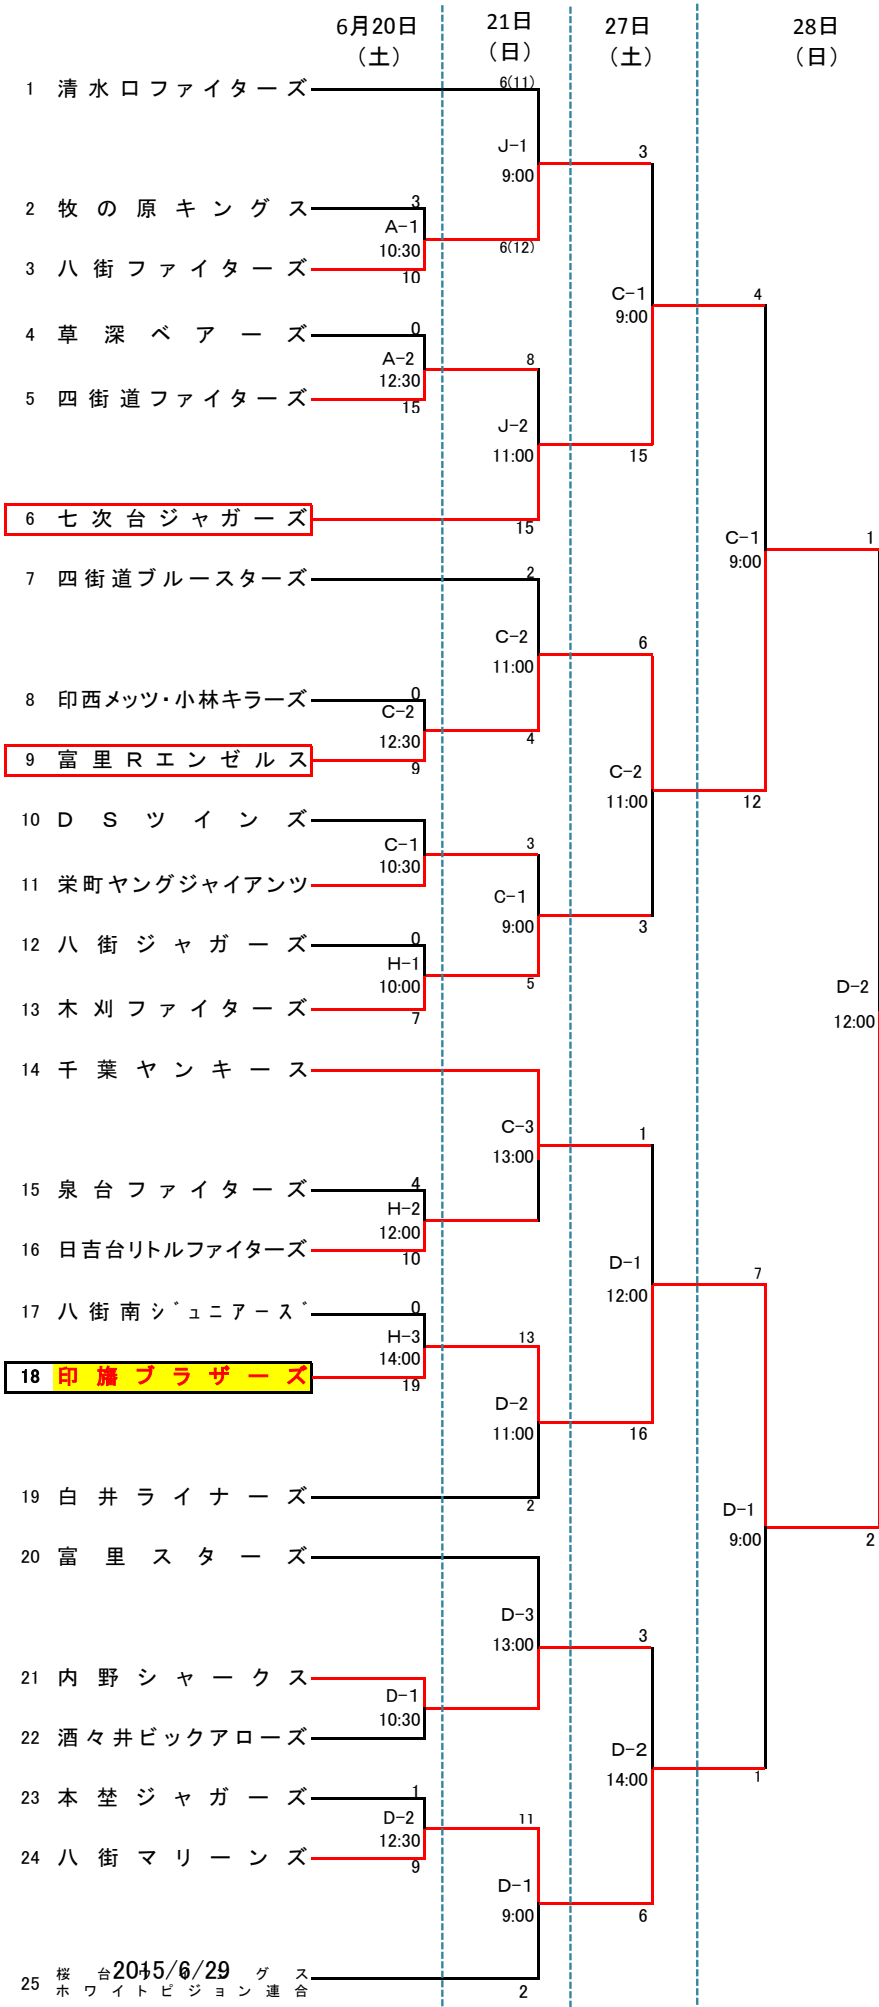 6月20日 21日 27日 28日
（土） （日） （土） （日）
1 清水口ファイターズ 6(11)
J-1 3
9:00
2 牧の原キングス 3
A-1
10:30 6(12)
3 八街ファイターズ 10
C-1 4
9:00
4 草深ベアーズ 0
A-2 8
12:30
5 四街道ファイターズ 15
J-2
11:00 15
6 七次台ジャガーズ 15
C-1 1
9:00
7 四街道ブルースターズ 2
C-2 6
11:00
8 印西メッツ・小林キラーズ 0
C-2
12:30 4
9 富里Rエンゼルス 9
C-2
11:00 12
10 DSツインズ
C-1 3
10:30
11 栄町ヤングジャイアンツ
C-1
9:00 3
12 八街ジャガーズ 0
H-1
10:00 5
13 木刈ファイターズ 7
D-2
12:00
14 千葉ヤンキース
C-3 1
13:00
15 泉台ファイターズ 4
H-2
12:00
16 日吉台リトルファイターズ 10
D-1 7
12:00
17 八街南ジュニアーズ 0
H-3 13
14:00
18 印旛ブラザーズ 19
D-2
11:00 16
19 白井ライナーズ 2
D-1
9:00 2
20 富里スターズ
D-3 3
13:00
21 内野シャークス
D-1
10:30
22 酒々井ビックアローズ
D-2
14:00 1
23 本埜ジャガーズ 1
D-2 11
12:30
24 八街マリーンズ 9
D-1
9:00 6
2015/6/29
25 桜台 グス
ホワイトピジョン連合 2